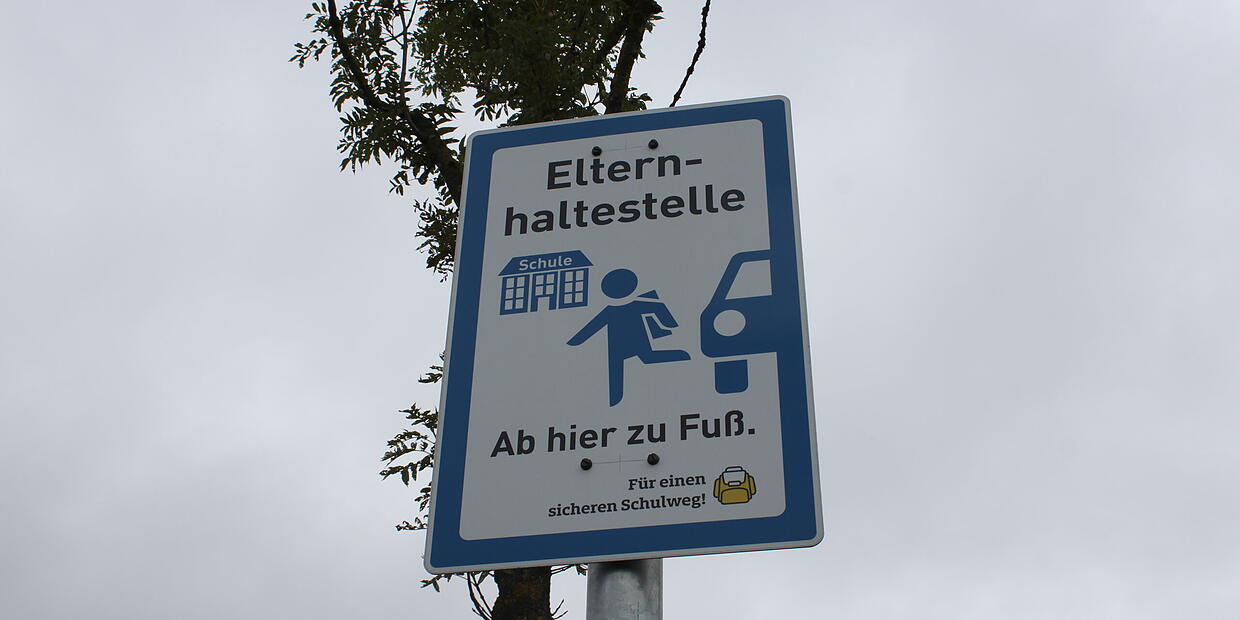 Eltern-
haltestelle
Schule
Ab hier zu Fuß.
Für einen
sicheren Schulweg!